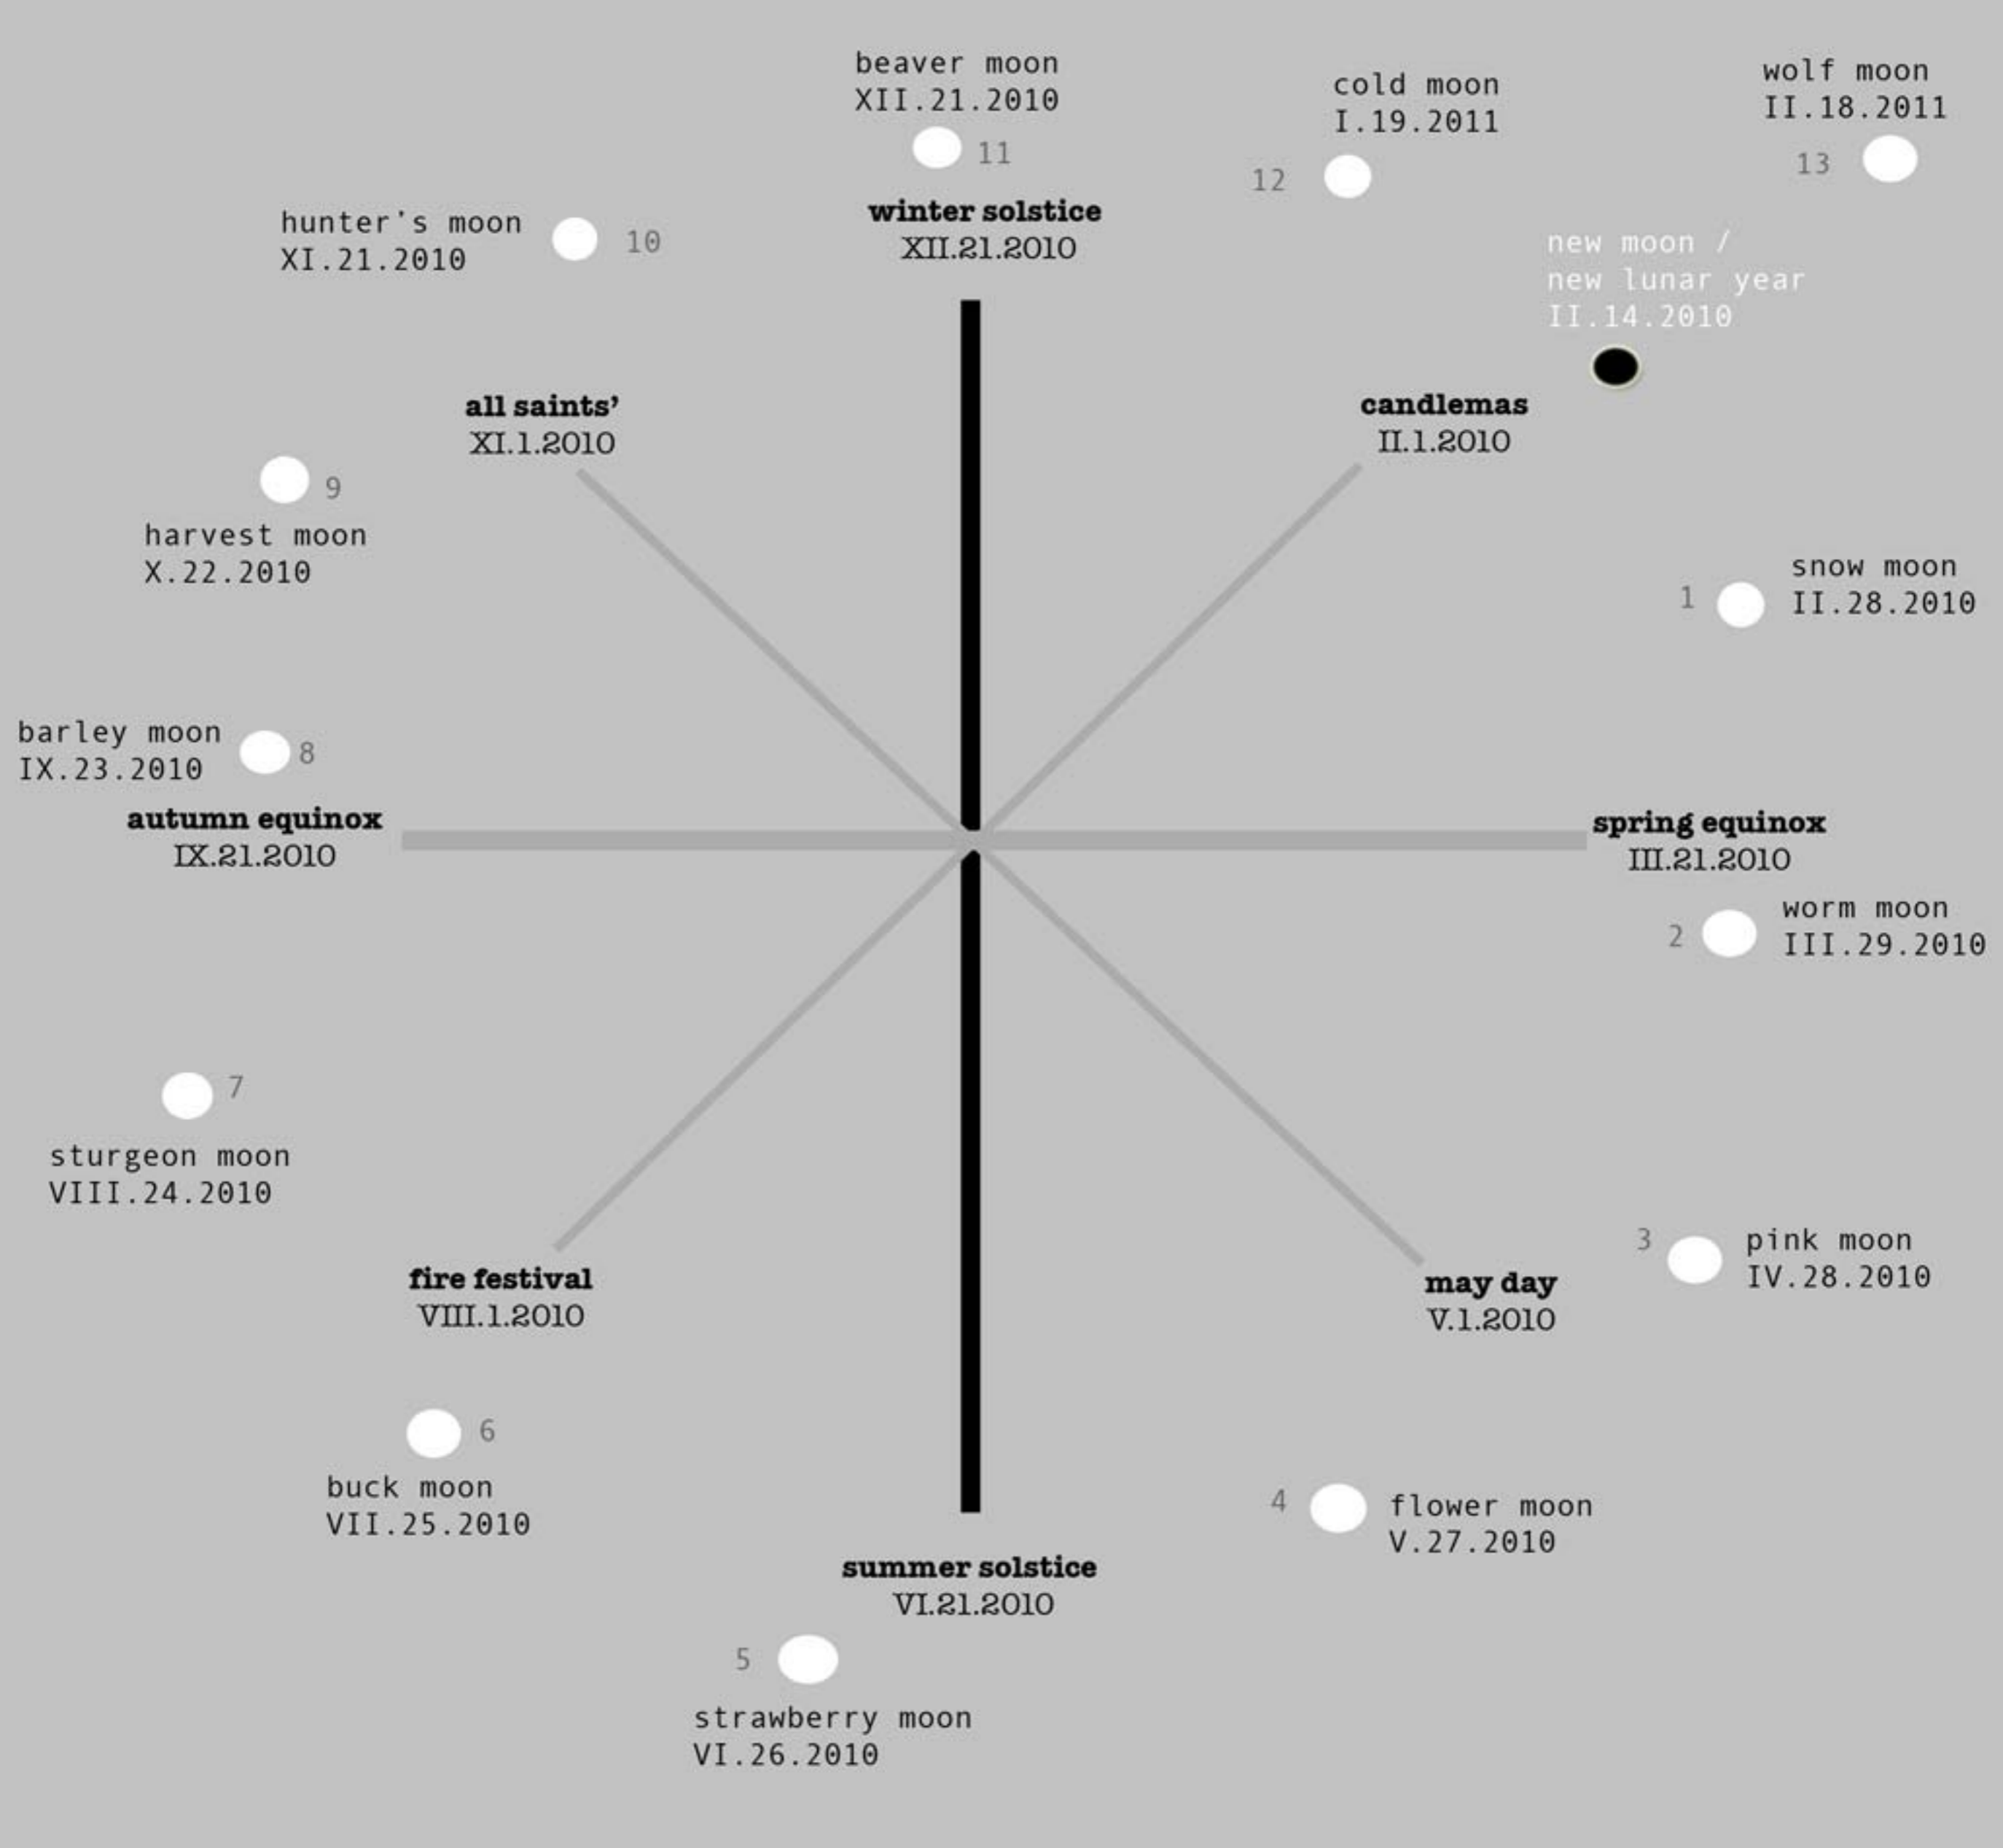 beaver moon
XII.21.2010
11
cold moon
I.19.2011
12
wolf moon
II.18.2011
13
hunter's moon
XI.21.2010
10
winter solstice
XII.21.2010
new moon /
new lunar year
II.14.2010
all saints’
XI.1.2010
candlemas
II.1.2010
9
harvest moon
X.22.2010
1
snow moon
II.28.2010
barley moon
IX.23.2010
8
autumn equinox
IX.21.2010
spring equinox
III.21.2010
2
worm moon
III.29.2010
7
sturgeon moon
VIII.24.2010
3
pink moon
IV.28.2010
fire festival
VIII.1.2010
may day
V.1.2010
6
buck moon
VII.25.2010
4
flower moon
V.27.2010
summer solstice
VI.21.2010
5
strawberry moon
VI.26.2010